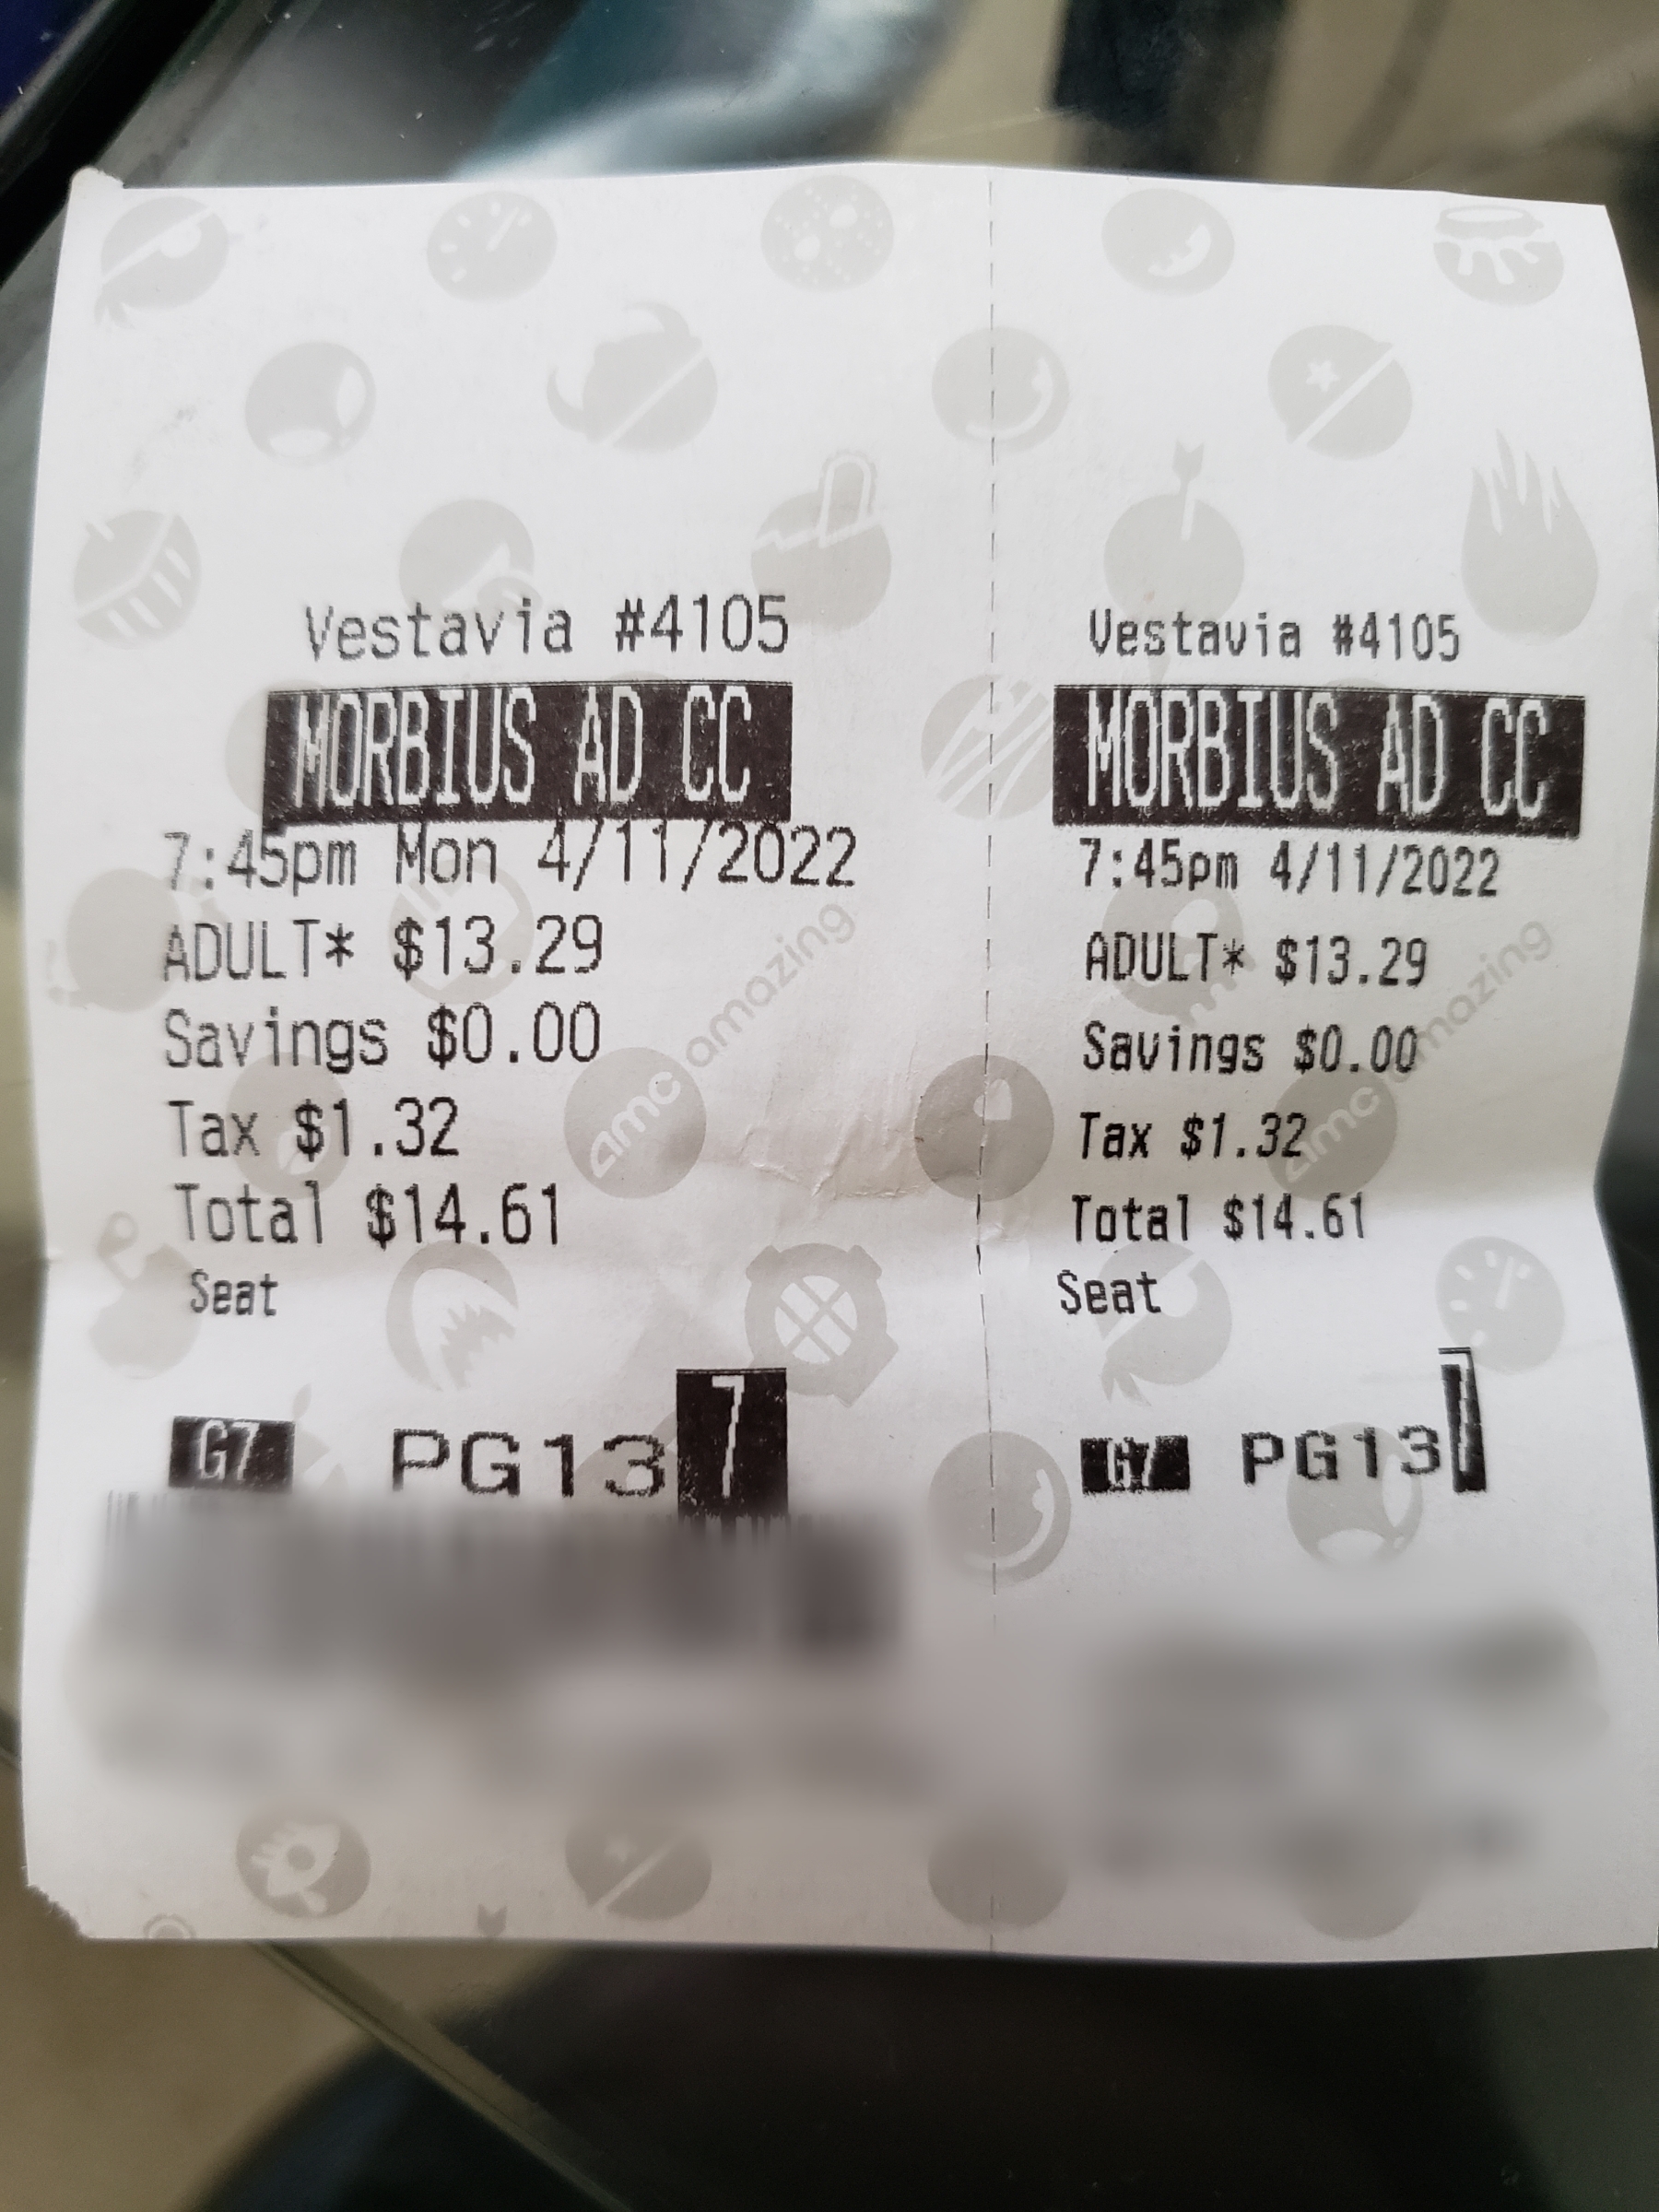 Vestavia #4105
MORBIUS AD CC
7:45pm Mon 4/11/2022
ADULT* $13.29
Savings $0.00
Tax $1.32
Total $14.61
Seat
G7 PG13 7
amc amazing
Vestavia #4105
MORBIUS AD CC
7:45pm 4/11/2022
ADULT* $13.29
Savings $0.00
Tax $1.32
Total $14.61
Seat
G7 PG13 7
amc amazing